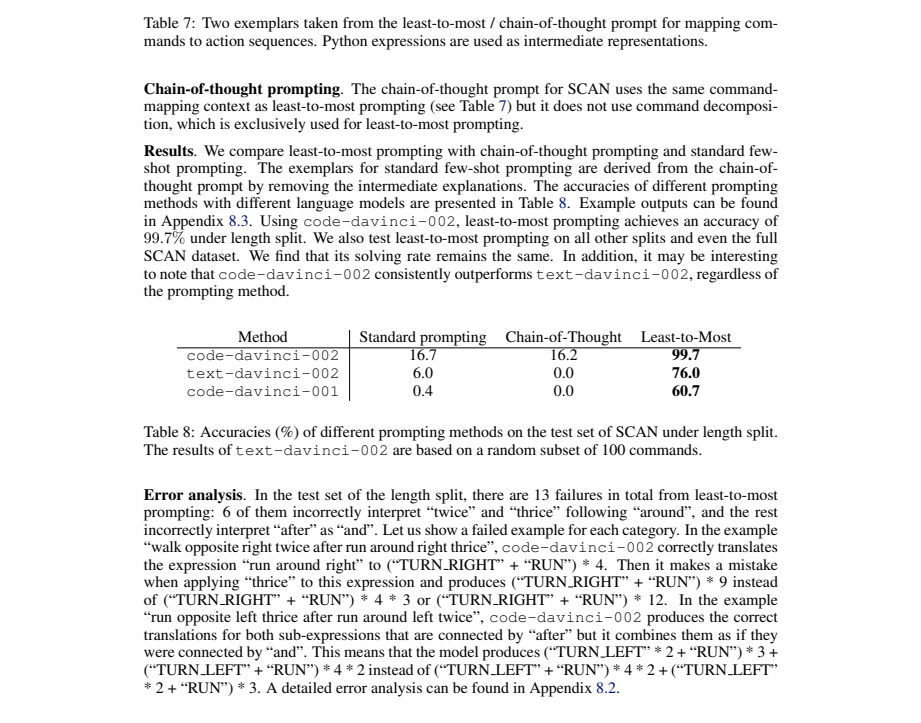 Table 7: Two exemplars taken from the least-to-most / chain-of-thought prompt for mapping com-
mands to action sequences. Python expressions are used as intermediate representations.
Chain-of-thought prompting. The chain-of-thought prompt for SCAN uses the same command-
mapping context as least-to-most prompting (see Table 7) but it does not use command decomposi-
tion, which is exclusively used for least-to-most prompting.
Results. We compare least-to-most prompting with chain-of-thought prompting and standard few-
shot prompting. The exemplars for standard few-shot prompting are derived from the chain-of-
thought prompt by removing the intermediate explanations. The accuracies of different prompting
methods with different language models are presented in Table 8. Example outputs can be found
in Appendix 8.3. Using code-davinci-002, least-to-most prompting achieves an accuracy of
99.7% under length split. We also test least-to-most prompting on all other splits and even the full
SCAN dataset. We find that its solving rate remains the same. In addition, it may be interesting
to note that code-davinci-002 consistently outperforms text-davinci-002, regardless of
the prompting method.
Method Standard prompting Chain-of-Thought Least-to-Most
code-davinci-002 16.7 16.2 99.7
text-davinci-002 6.0 0.0 76.0
code-davinci-001 0.4 0.0 60.7
Table 8: Accuracies (%) of different prompting methods on the test set of SCAN under length split.
The results of text-davinci-002 are based on a random subset of 100 commands.
Error analysis. In the test set of the length split, there are 13 failures in total from least-to-most
prompting: 6 of them incorrectly interpret “twice” and “thrice” following “around”, and the rest
incorrectly interpret “after” as “and”. Let us show a failed example for each category. In the example
“walk opposite right twice after run around right thrice”, code-davinci-002 correctly translates
the expression “run around right” to (“TURN_RIGHT” + “RUN”) * 4. Then it makes a mistake
when applying “thrice” to this expression and produces (“TURN_RIGHT” + “RUN”) * 9 instead
of (“TURN_RIGHT” + “RUN”) * 4 * 3 or (“TURN_RIGHT” + “RUN”) * 12. In the example
“run opposite left thrice after run around left twice”, code-davinci-002 produces the correct
translations for both sub-expressions that are connected by “after” but it combines them as if they
were connected by “and”. This means that the model produces (“TURN_LEFT” * 2 + “RUN”) * 3 +
(“TURN_LEFT” + “RUN”) * 4 * 2 instead of (“TURN_LEFT” + “RUN”) * 4 * 2 + (“TURN_LEFT”
* 2 + “RUN”) * 3. A detailed error analysis can be found in Appendix 8.2.